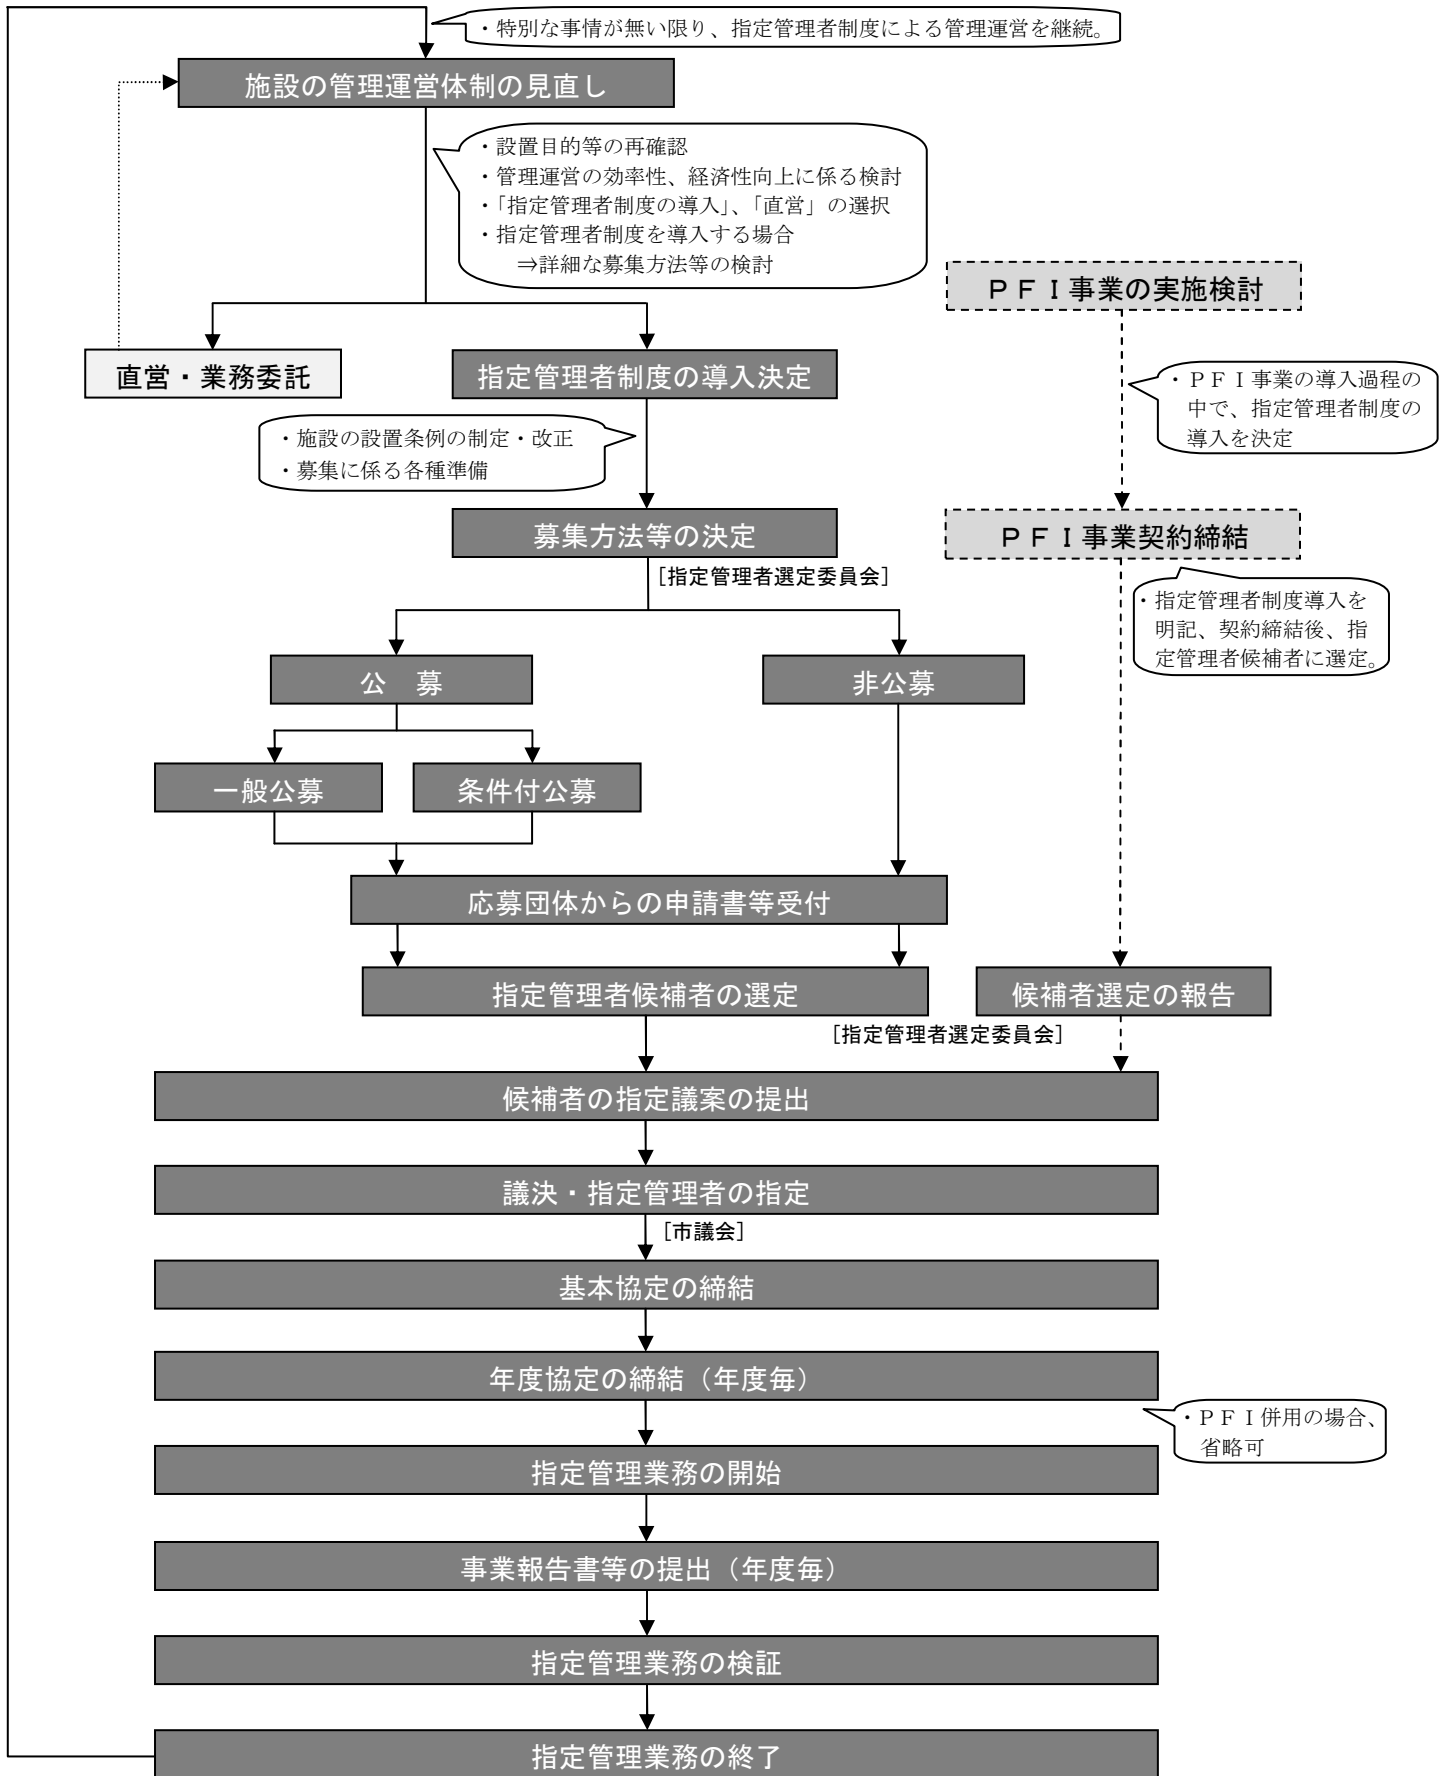 ・特別な事情が無い限り、指定管理者制度による管理運営を継続。
施設の管理運営体制の見直し
・設置目的等の再確認
・管理運営の効率性、経済性向上に係る検討
・「指定管理者制度の導入」、「直営」の選択
・指定管理者制度を導入する場合
⇒詳細な募集方法等の検討
ＰＦＩ事業の実施検討
直営・業務委託
指定管理者制度の導入決定
・ＰＦＩ事業の導入過程の
中で、指定管理者制度の
導入を決定
・施設の設置条例の制定・改正
・募集に係る各種準備
募集方法等の決定
ＰＦＩ事業契約締結
［指定管理者選定委員会］
・指定管理者制度導入を
明記、契約締結後、指
定管理者候補者に選定。
公　募
非公募
一般公募
条件付公募
応募団体からの申請書等受付
指定管理者候補者の選定
候補者選定の報告
［指定管理者選定委員会］
候補者の指定議案の提出
議決・指定管理者の指定
［市議会］
基本協定の締結
年度協定の締結（年度毎）
・ＰＦＩ併用の場合、
省略可
指定管理業務の開始
事業報告書等の提出（年度毎）
指定管理業務の検証
指定管理業務の終了